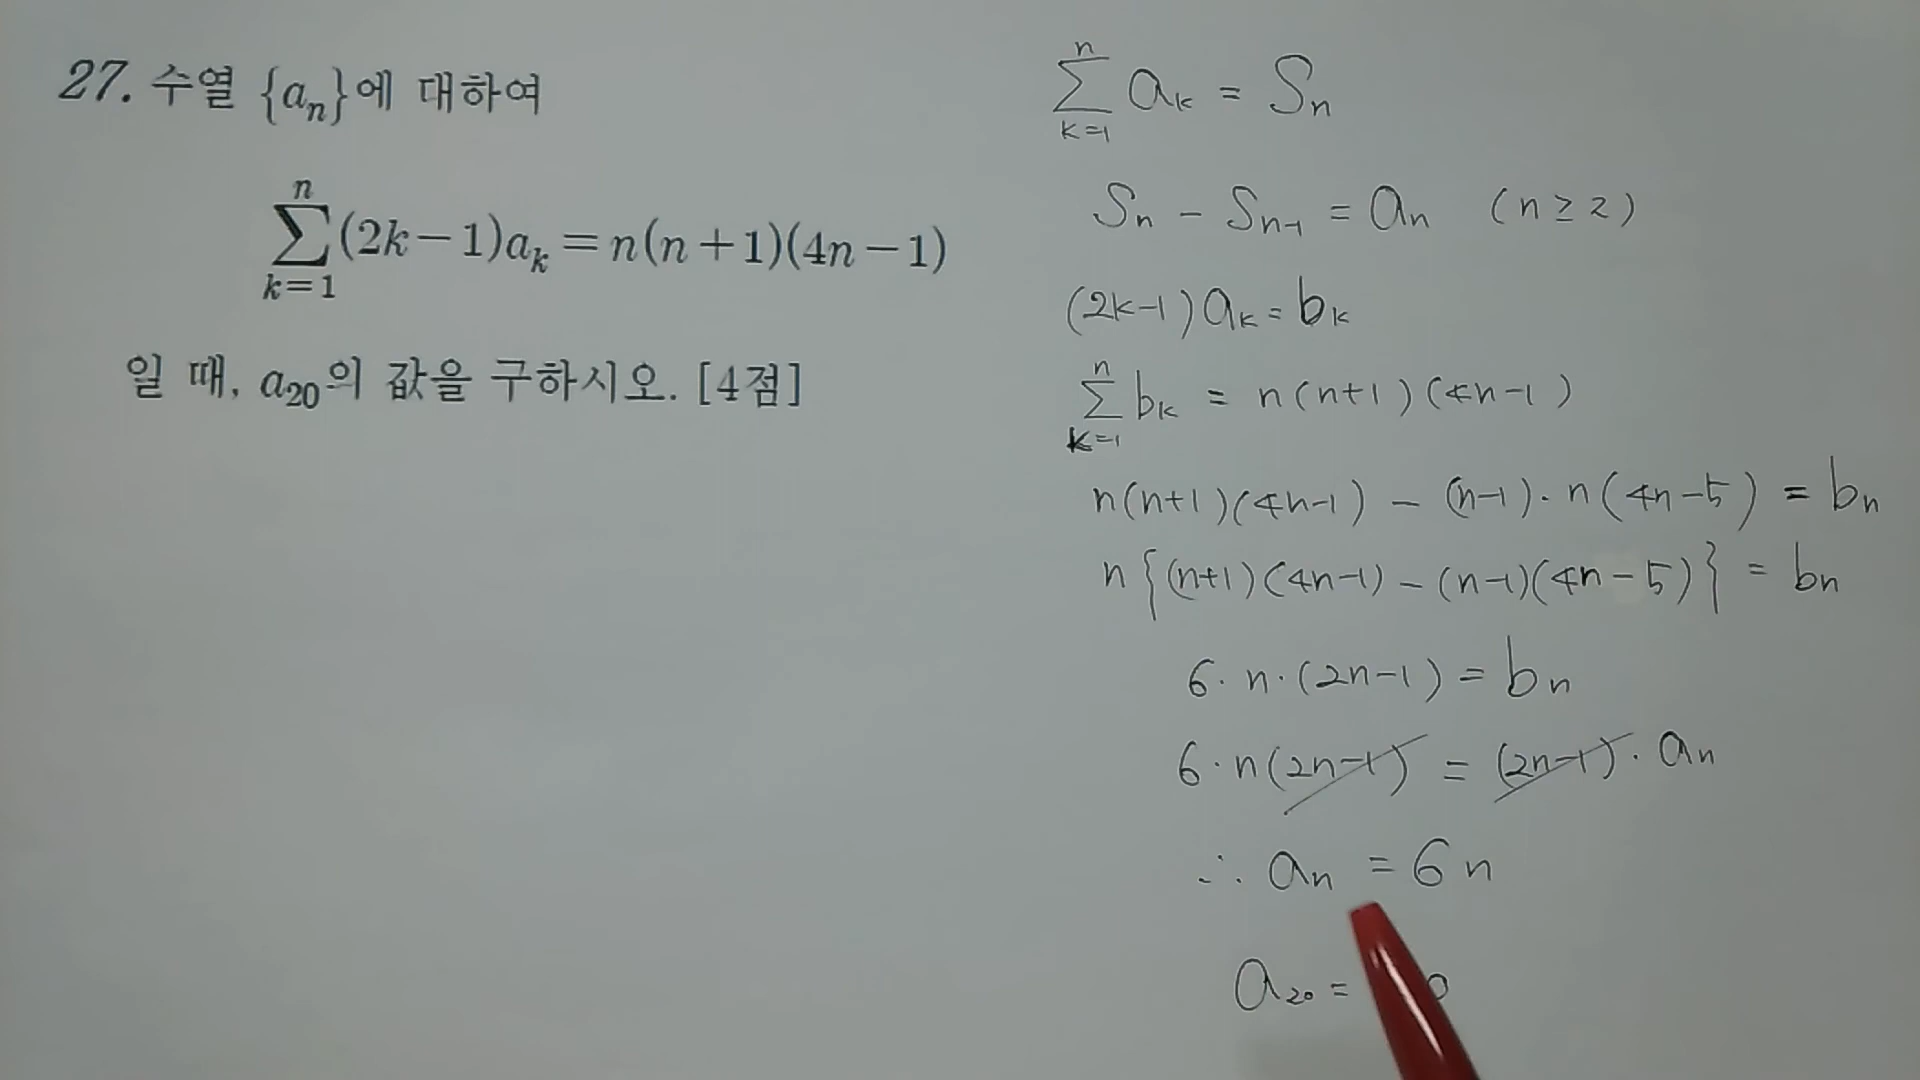 27. 수열 {aₙ}에 대하여
n
∑ (2k−1)aₖ = n(n+1)(4n−1)
k=1
일 때, a₂₀의 값을 구하시오. [4점]
n
∑ aₖ = Sₙ
k=1
Sₙ − Sₙ₋₁ = aₙ (n ≥ 2)
(2k−1)aₖ = bₖ
n
∑ bₖ = n(n+1)(4n−1)
k=1
n(n+1)(4n−1) − (n−1)·n(4n−5) = bₙ
n{(n+1)(4n−1) − (n−1)(4n−5)} = bₙ
6·n·(2n−1) = bₙ
6·n(2n−1) = (2n−1)·aₙ
∴ aₙ = 6n
a₂₀ =